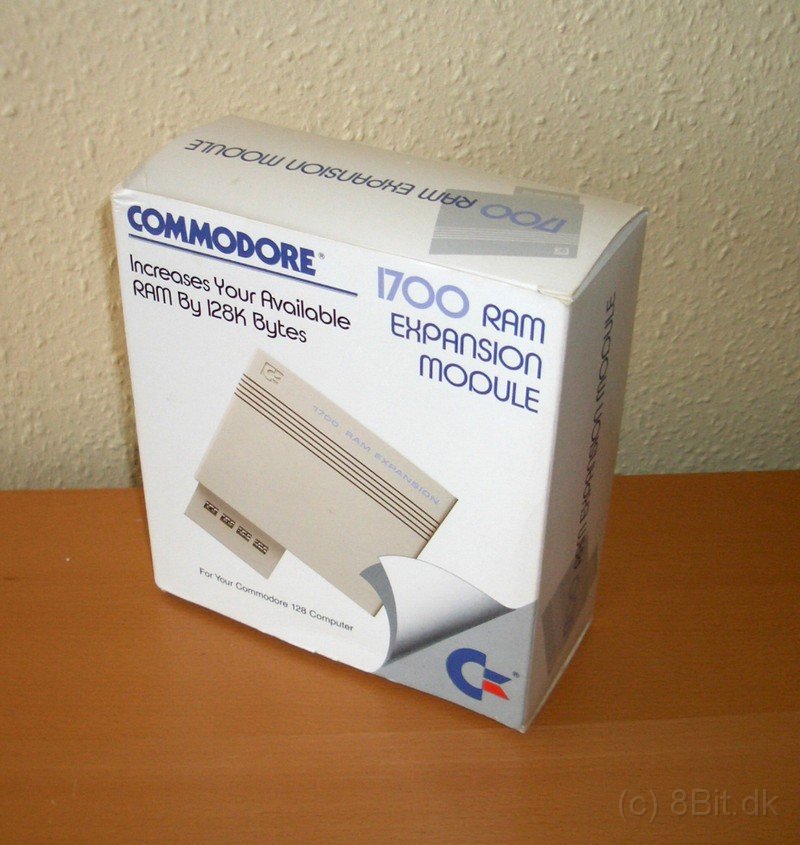 1700 RAM EXPANSION MODULE
COMMODORE®
Increases Your Available
RAM By 128K Bytes
1700 RAM
EXPANSION
MODULE
1700 RAM EXPANSION
For Your Commodore 128 Computer
RAM EXPANSION MODULE
(c) 8Bit.dk